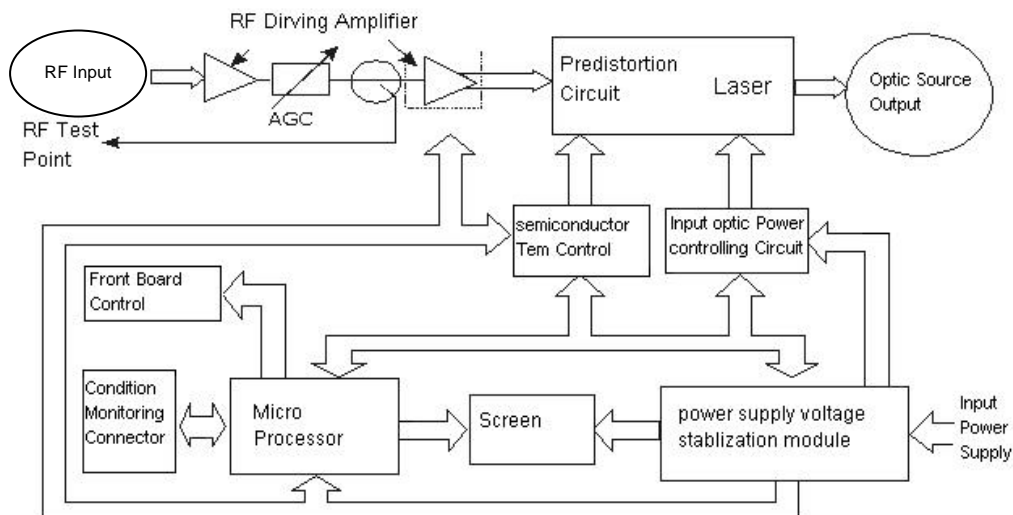 RF Dirving Amplifier
RF Input
AGC
RF Test
Point
Predistortion
Circuit
Laser
Optic Source
Output
semiconductor
Tem Control
Input optic Power
controlling Circuit
Front Board
Control
Condition
Monitoring
Connector
Micro
Processor
Screen
power supply voltage
stablization module
Input
Power
Supply